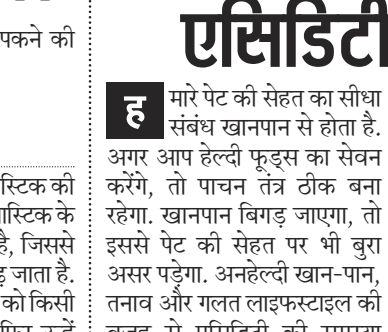 पकने की
स्टिक की
ास्टिक के
है, जिससे
जाता है.
को किसी
एसिडिटी
हमारे पेट की सेहत का सीधा
संबंध खानपान से होता है.
अगर आप हेल्दी फूड्स का सेवन
करेंगे, तो पाचन तंत्र ठीक बना
रहेगा. खानपान बिगड़ जाएगा, तो
इससे पेट की सेहत पर भी बुरा
असर पड़ेगा. अनहेल्दी खान-पान,
तनाव और गलत लाइफस्टाइल की